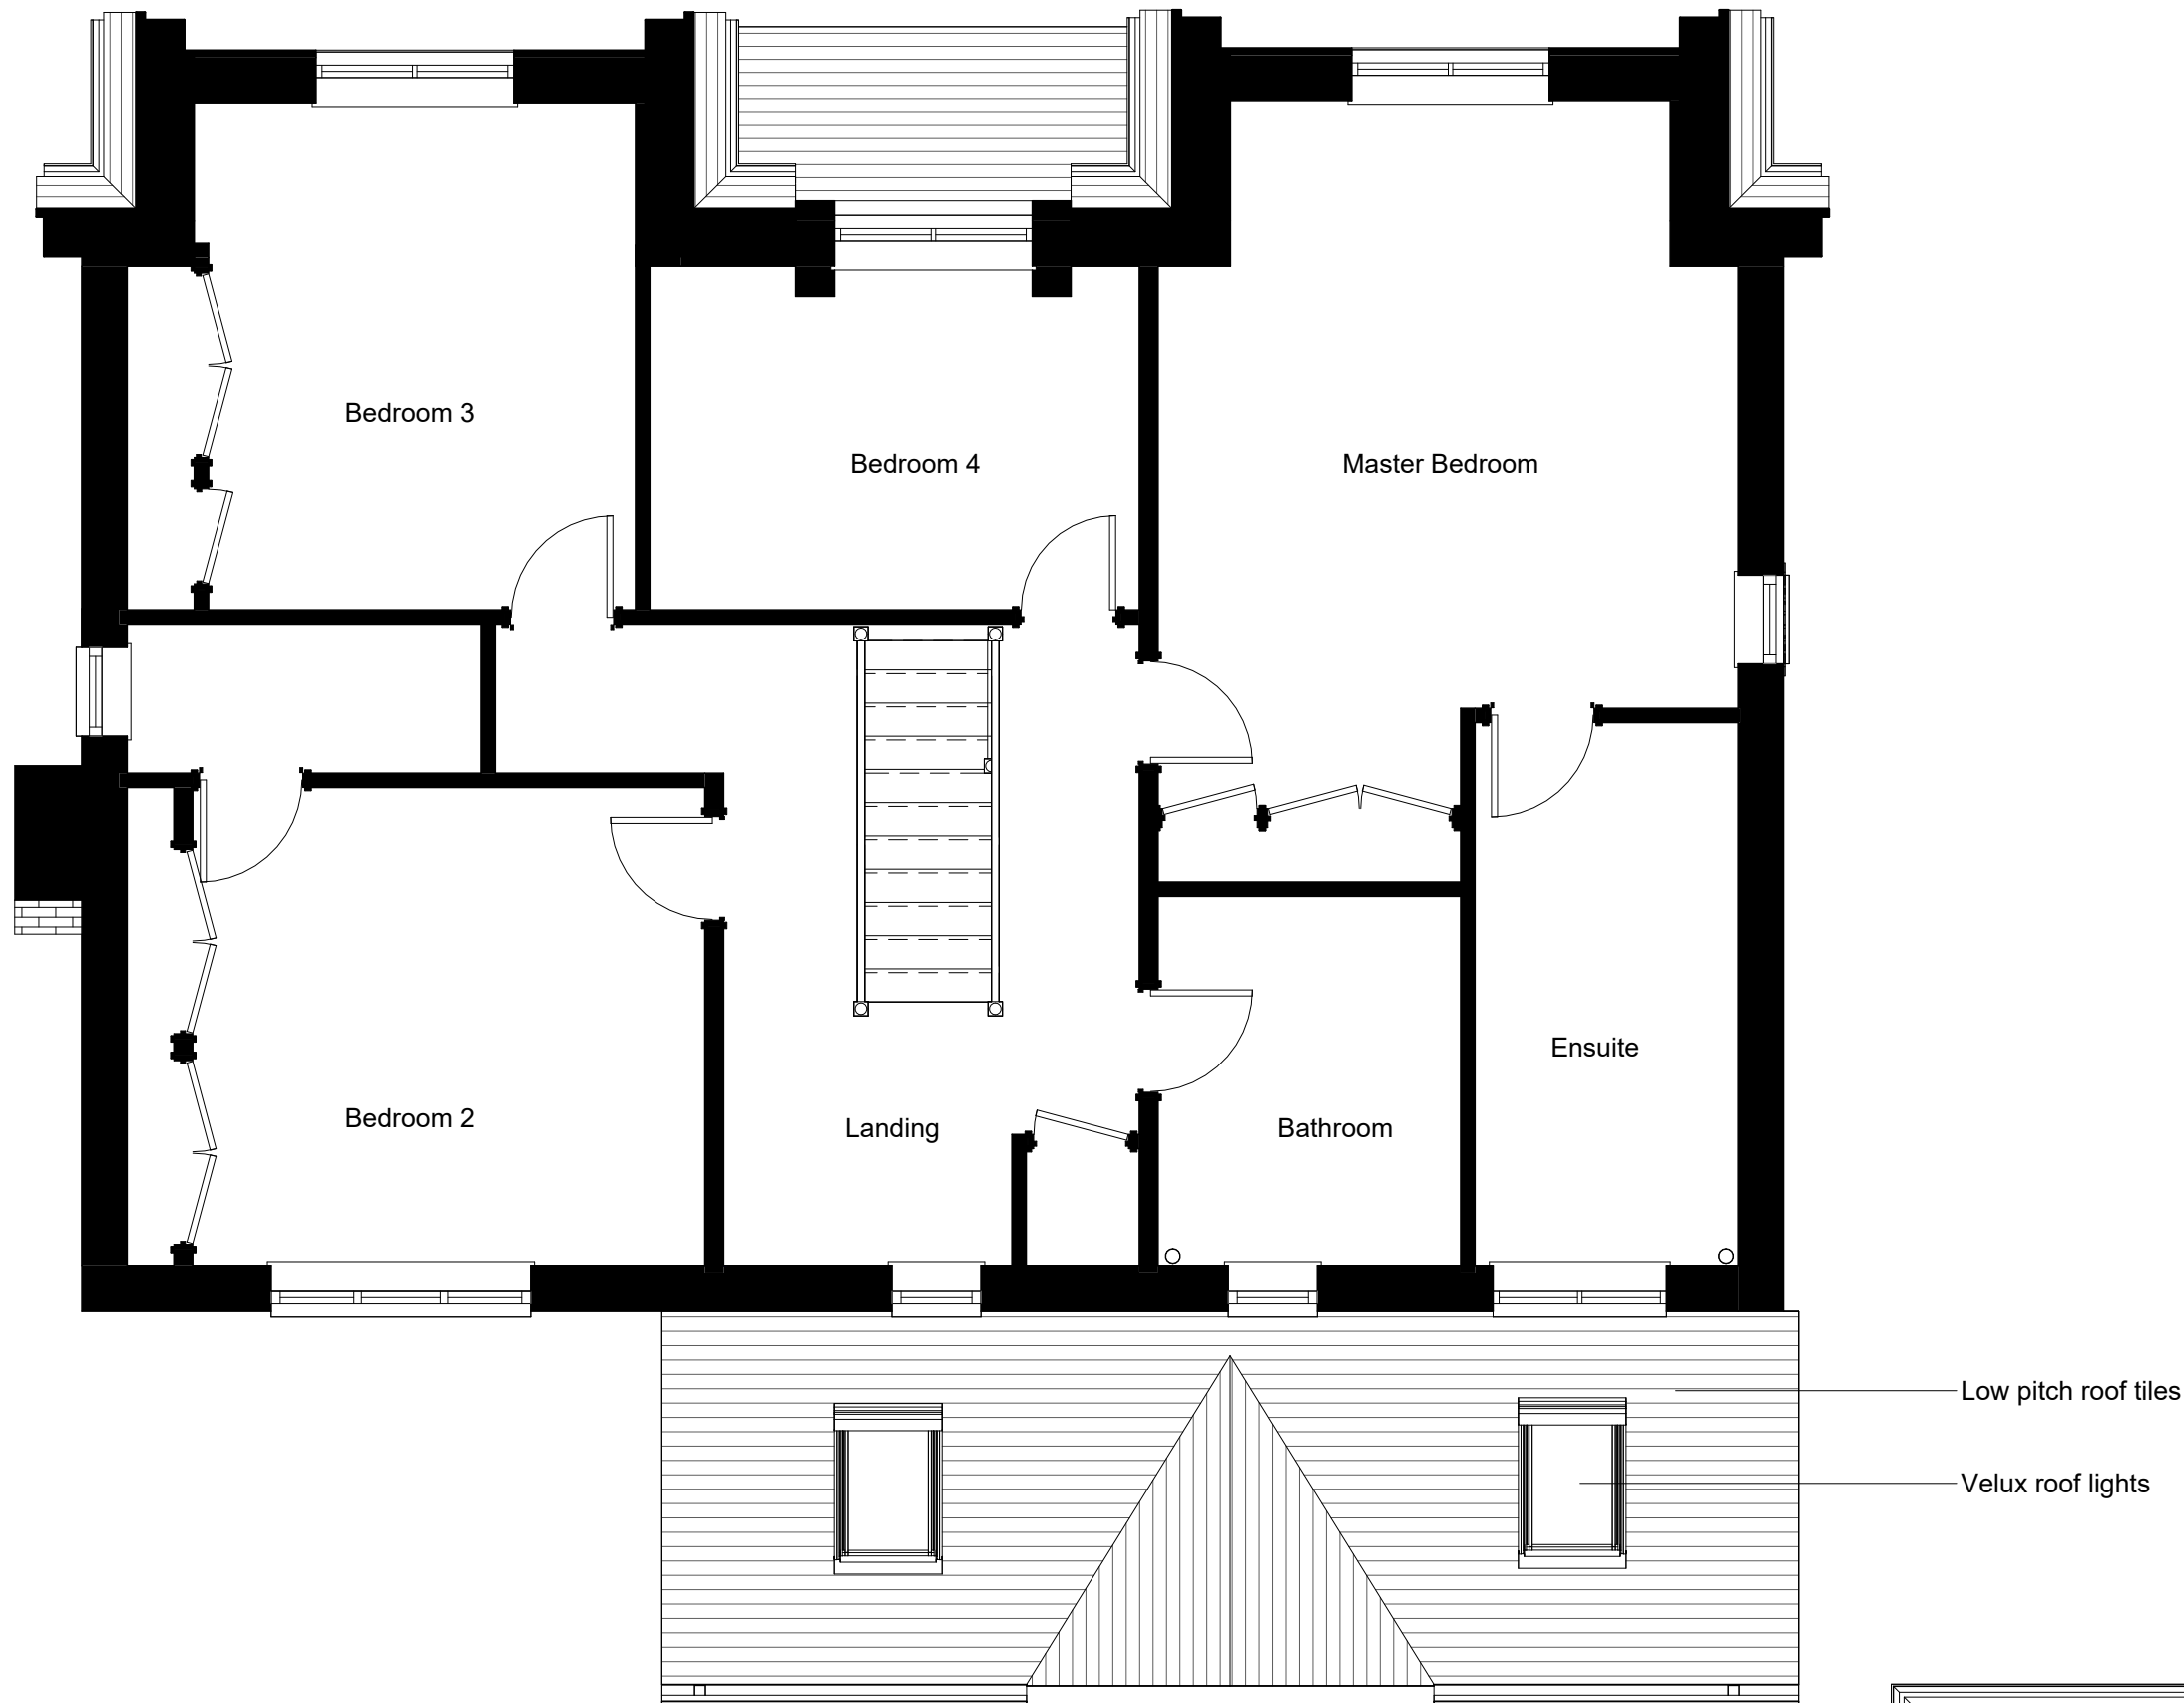 Bedroom 3
Bedroom 4
Master Bedroom
Ensuite
Bedroom 2
Landing
Bathroom
Low pitch roof tiles
Velux roof lights